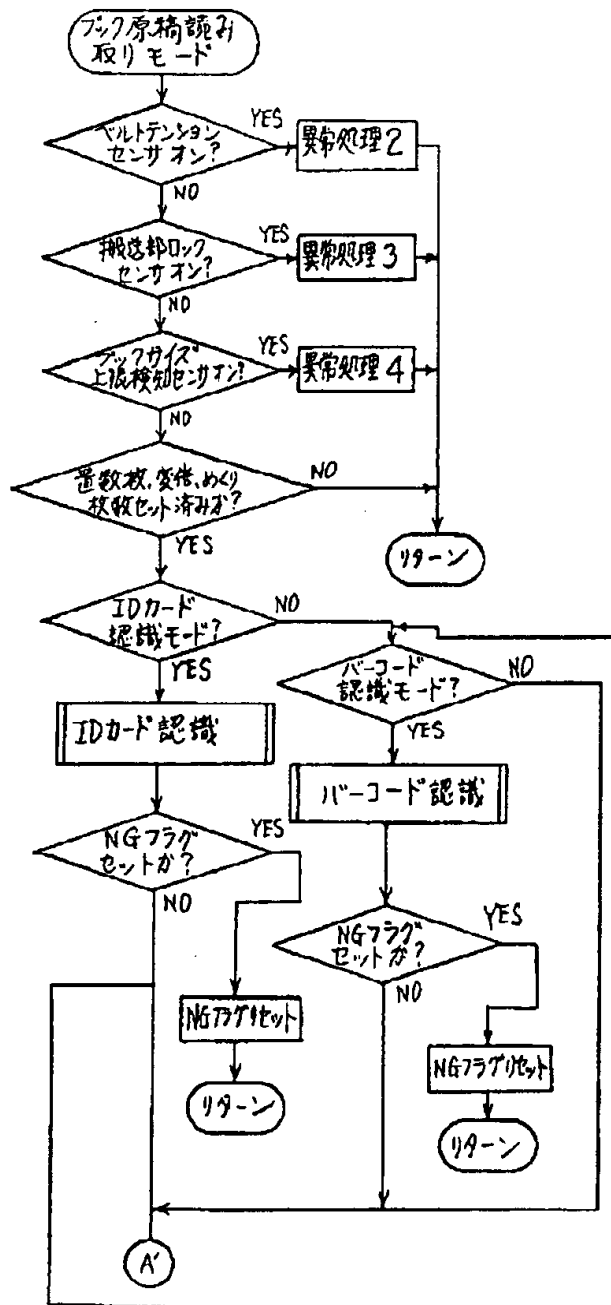 ブック原稿読み
取りモード
ベルトテンション
センサオン?
YES
異常処理2
NO
搬送部ロック
センサオン?
YES
異常処理3
NO
ブックサイズ
上限検知センサオン?
YES
異常処理4
NO
置数枚、変倍、めくり
枚数セット済みか?
NO
YES
リターン
IDカード
認識モード?
NO
YES
バーコード
認識モード?
NO
YES
IDカード認識
バーコード認識
NGフラグ
セットか?
YES
NO
NGフラグ
セットか?
YES
NO
NGフラグリセット
リターン
NGフラグリセット
リターン
A'